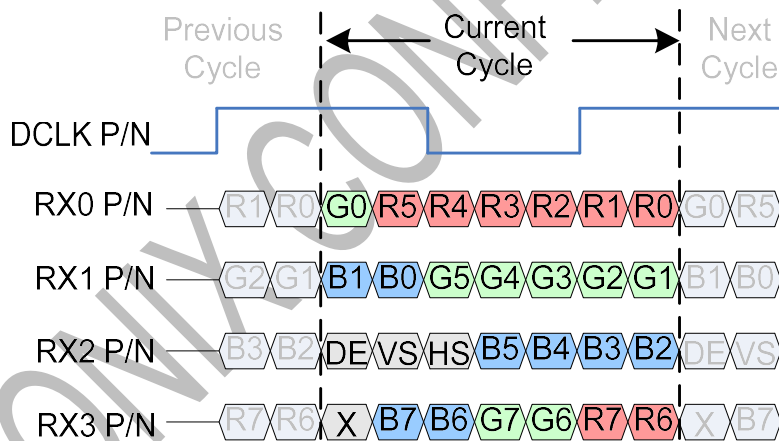 Previous Cycle Current Cycle Next Cycle
DCLK P/N
RX0 P/N R1 R0 G0 R5 R4 R3 R2 R1 R0 G0 R5
RX1 P/N G2 G1 B1 B0 G5 G4 G3 G2 G1 B1 B0
RX2 P/N B3 B2 DE VS HS B5 B4 B3 B2 DE VS
RX3 P/N R7 R6 X B7 B6 G7 G6 R7 R6 X B7